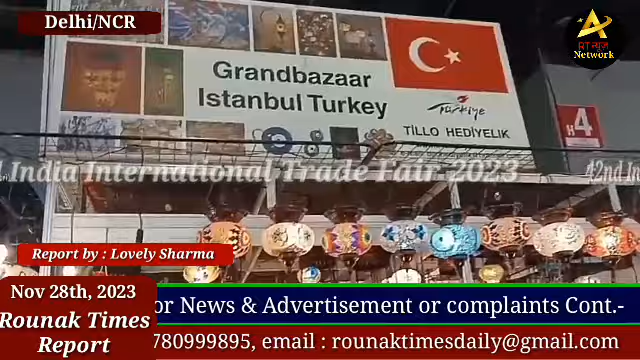 Delhi/NCR
RT न्यूज
Network
Grandbazaar
Istanbul Turkey
Türkiye
TİLLO HEDİYELIK
H4
India International Trade Fair 2023
42nd In
Report by : Lovely Sharma
Nov 28th, 2023
Rounak Times
Report
or News & Advertisement or complaints Cont.-
780999895, email : rounaktimesdaily@gmail.com